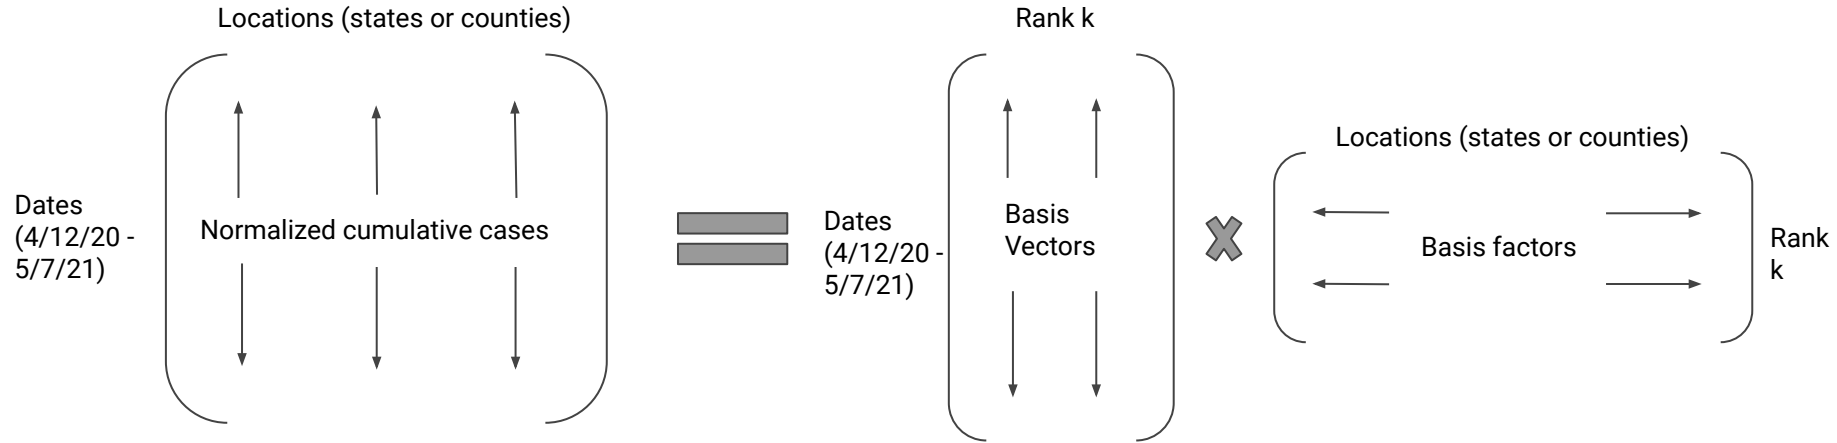 Locations (states or counties)
Dates
(4/12/20 -
5/7/21)
Normalized cumulative cases
Rank k
Dates
(4/12/20 -
5/7/21)
Basis
Vectors
Locations (states or counties)
Basis factors
Rank
k